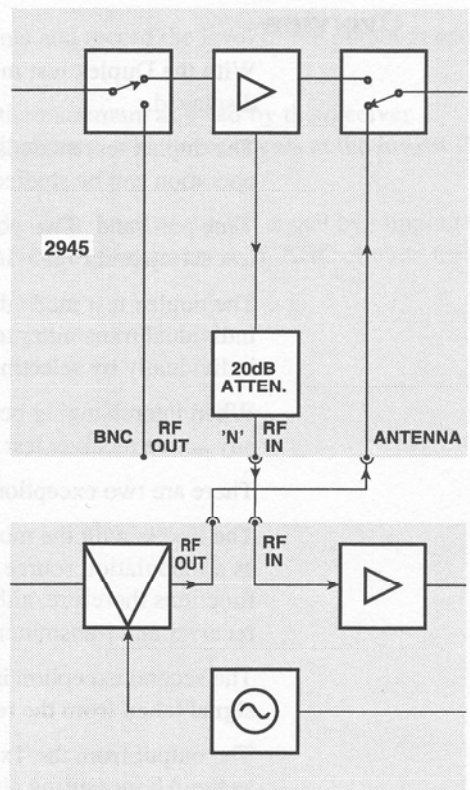 2945
20dB
ATTEN.
BNC RF OUT 'N' RF IN ANTENNA
RF OUT RF IN